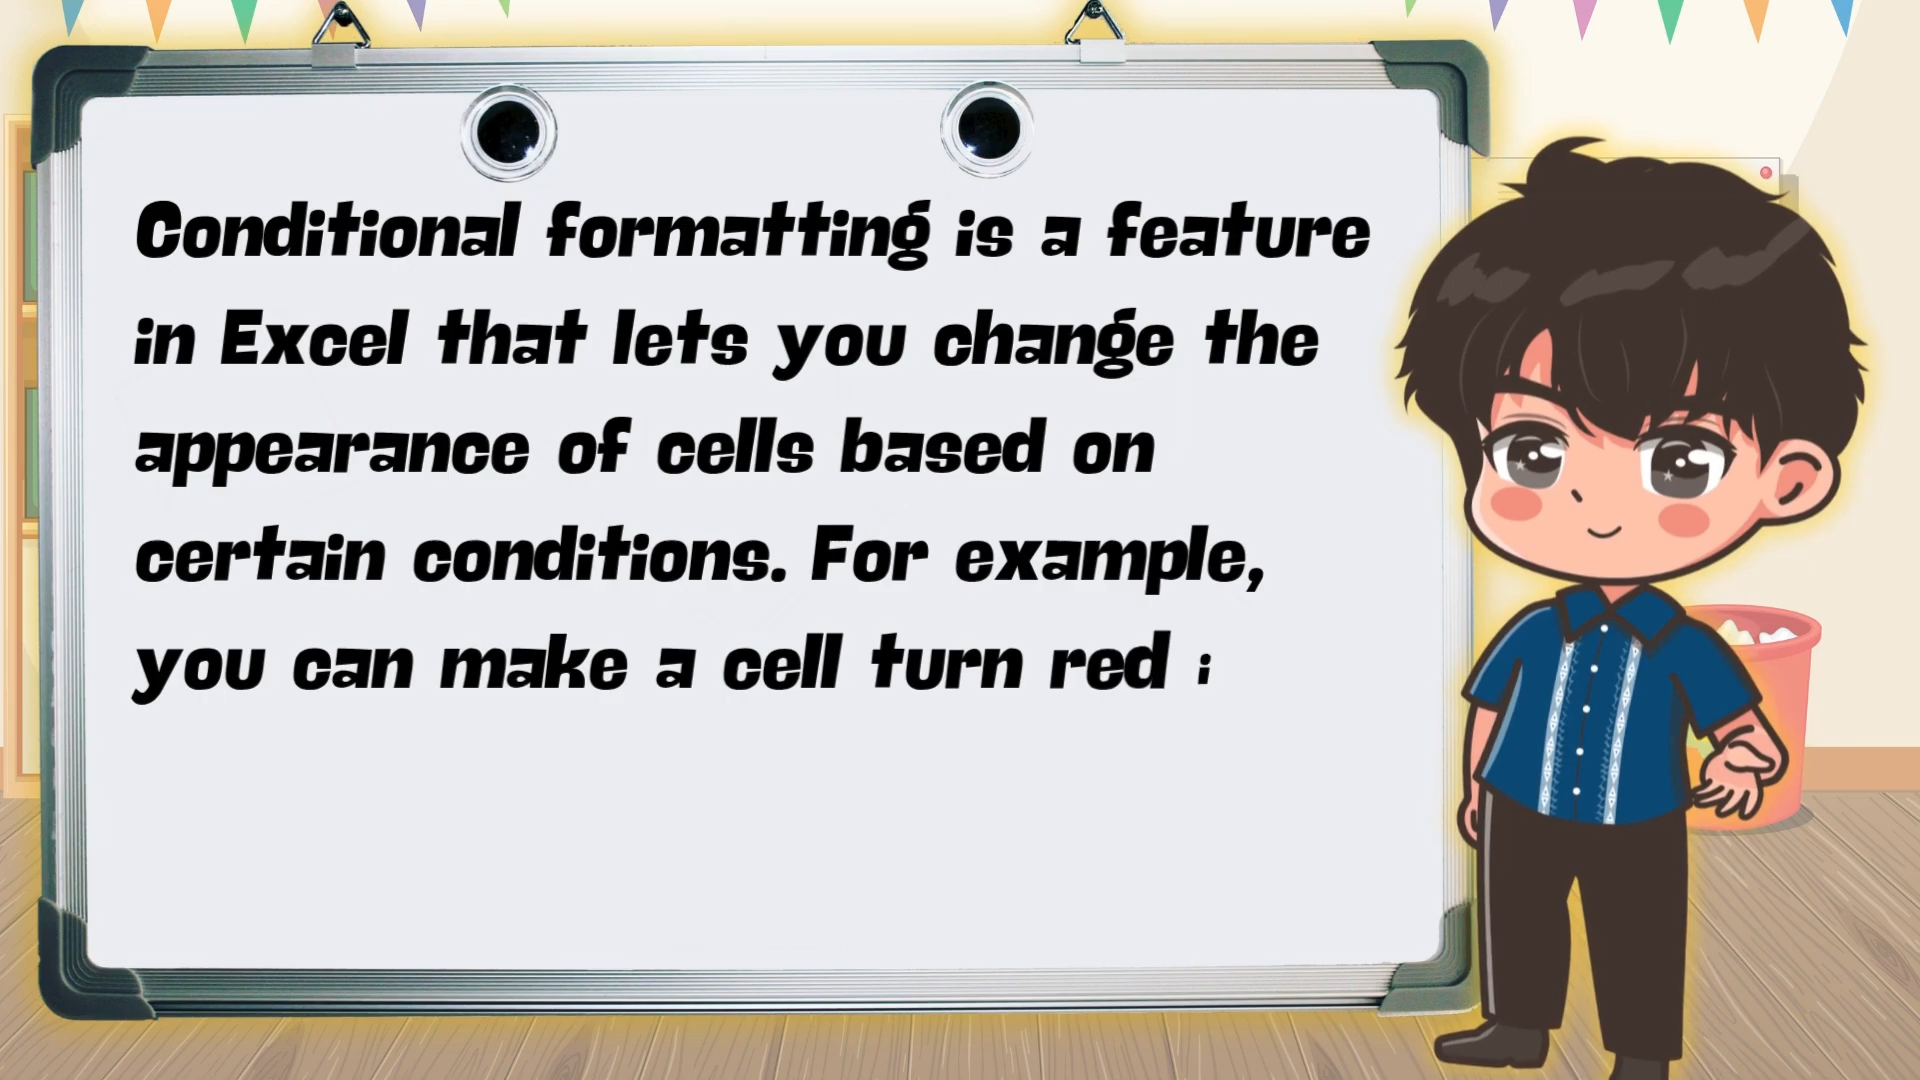 Conditional formatting is a feature
in Excel that lets you change the
appearance of cells based on
certain conditions. For example,
you can make a cell turn red :